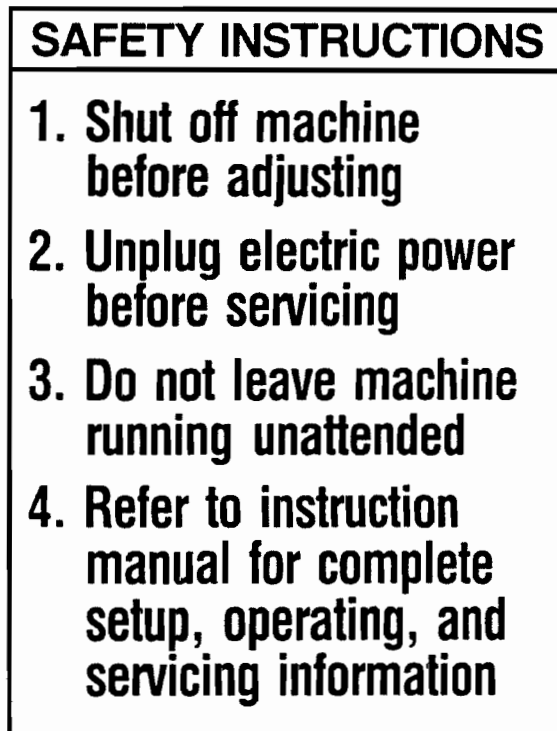 SAFETY INSTRUCTIONS
1. Shut off machine
before adjusting
2. Unplug electric power
before servicing
3. Do not leave machine
running unattended
4. Refer to instruction
manual for complete
setup, operating, and
servicing information